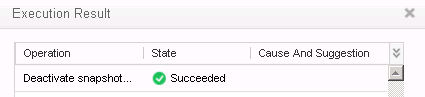 Execution Result
Operation State Cause And Suggestion
Deactivate snapshot... Succeeded